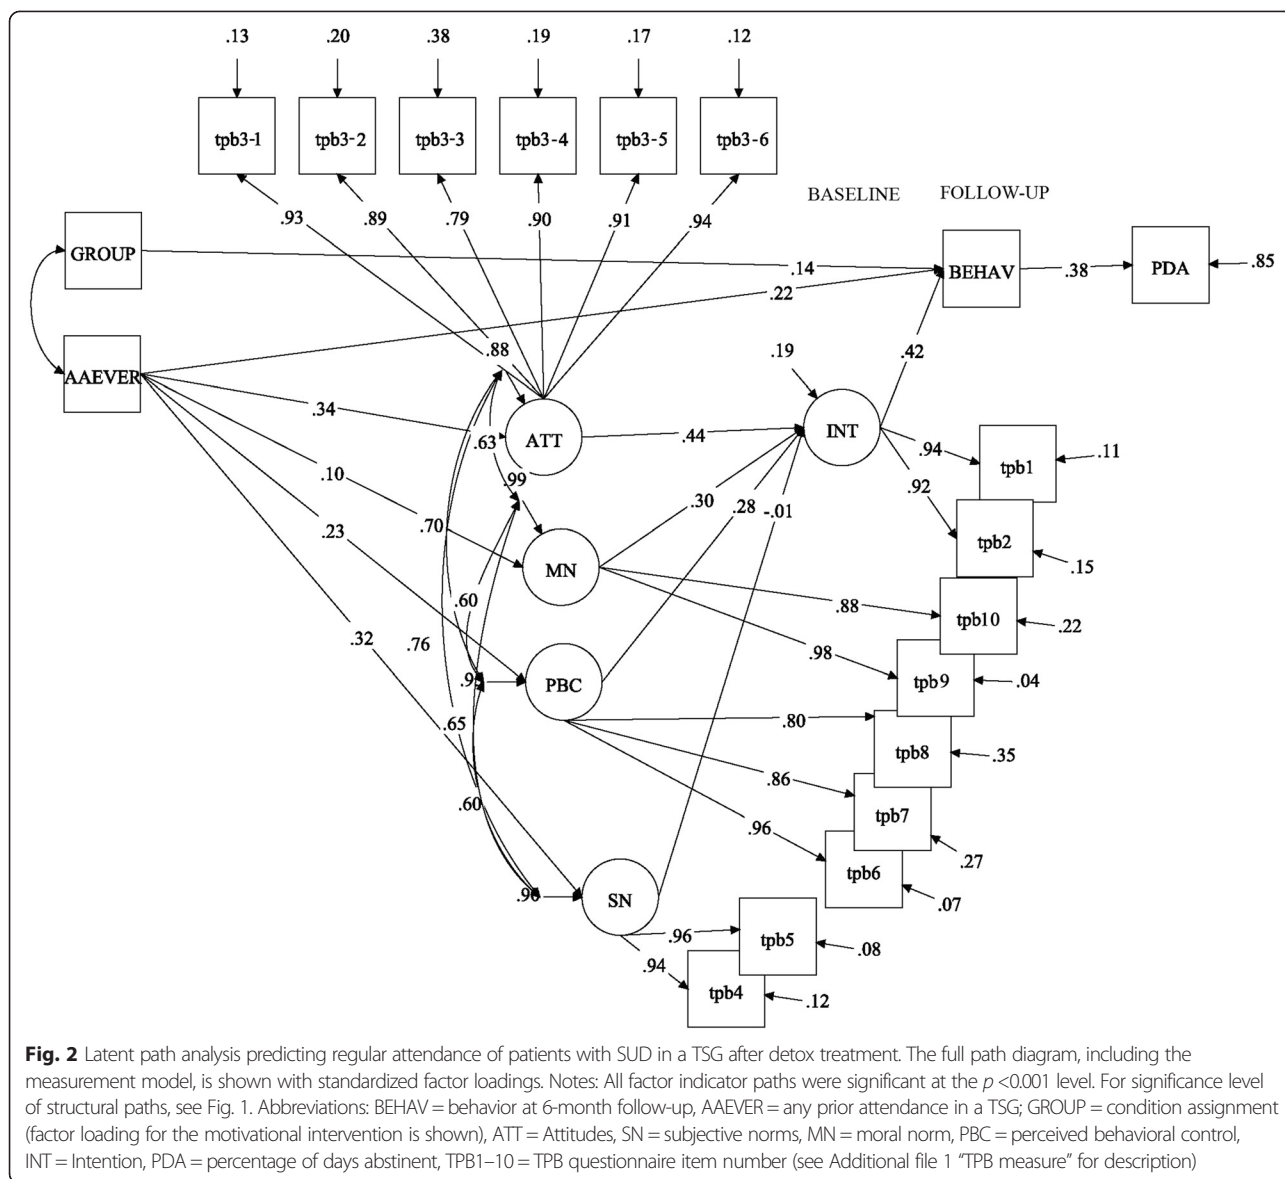 .13 .20 .38 .19 .17 .12
tpb3-1 tpb3-2 tpb3-3 tpb3-4 tpb3-5 tpb3-6
BASELINE FOLLOW-UP
.93 .89 .79 .90 .91 .94
GROUP
BEHAV
PDA
.14
.38
.85
.22
AAEVER
.88
.19
.42
.34
ATT
.63
.44
INT
.94
.11
tpb1
.10
.99
.92
.70
.30
.28
-.01
.23
tpb2
.15
MN
.60
.88
tpb10
.22
.32
.76
.98
PBC
tpb9
.04
.65
.80
tpb8
.35
.86
.60
.96
tpb7
.27
tpb6
.07
.90
SN
.96
tpb5
.08
.94
tpb4
.12
Fig. 2 Latent path analysis predicting regular attendance of patients with SUD in a TSG after detox treatment. The full path diagram, including the
measurement model, is shown with standardized factor loadings. Notes: All factor indicator paths were significant at the p <0.001 level. For significance level
of structural paths, see Fig. 1. Abbreviations: BEHAV = behavior at 6-month follow-up, AAEVER = any prior attendance in a TSG; GROUP = condition assignment
(factor loading for the motivational intervention is shown), ATT = Attitudes, SN = subjective norms, MN = moral norm, PBC = perceived behavioral control,
INT = Intention, PDA = percentage of days abstinent, TPB1–10 = TPB questionnaire item number (see Additional file 1 “TPB measure” for description)